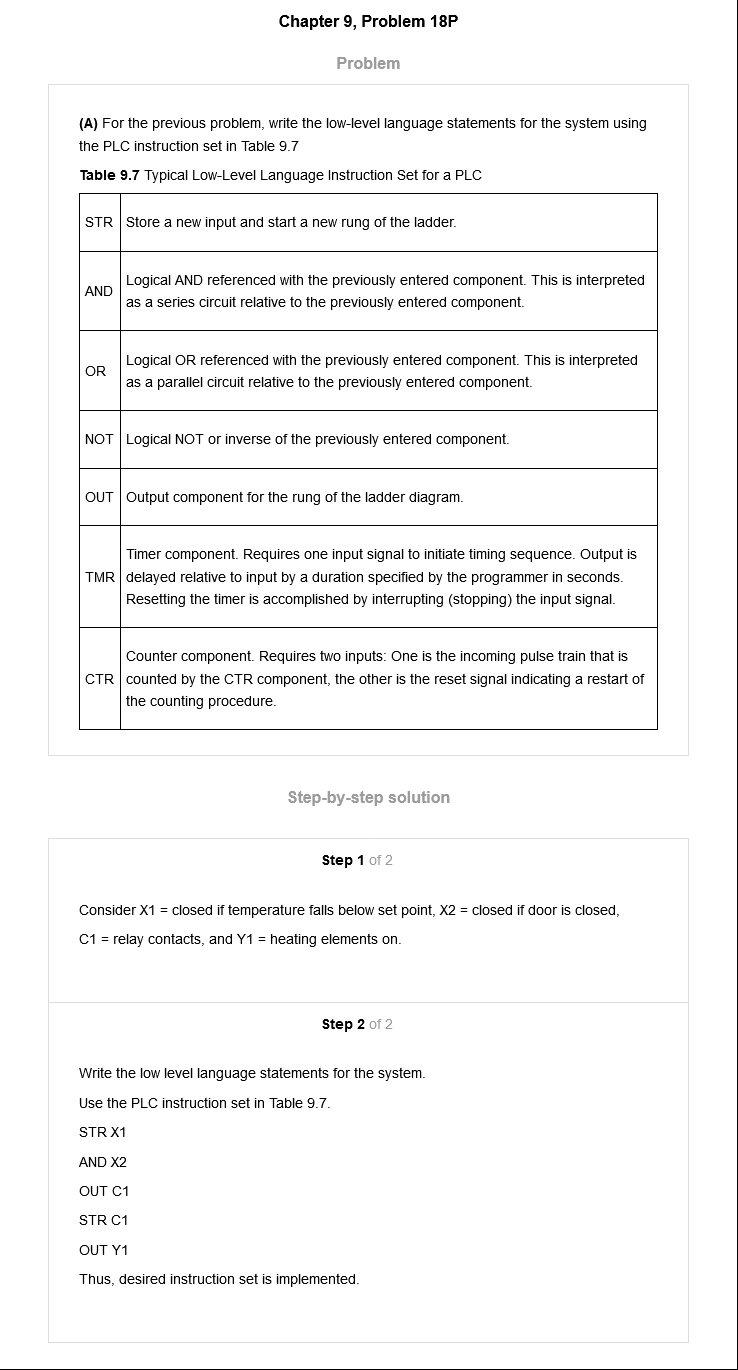 Chapter 9, Problem 18P
Problem
(A) For the previous problem, write the low-level language statements for the system using
the PLC instruction set in Table 9.7
Table 9.7 Typical Low-Level Language Instruction Set for a PLC
STR Store a new input and start a new rung of the ladder.
AND Logical AND referenced with the previously entered component. This is interpreted
as a series circuit relative to the previously entered component.
OR Logical OR referenced with the previously entered component. This is interpreted
as a parallel circuit relative to the previously entered component.
NOT Logical NOT or inverse of the previously entered component.
OUT Output component for the rung of the ladder diagram.
TMR Timer component. Requires one input signal to initiate timing sequence. Output is
delayed relative to input by a duration specified by the programmer in seconds.
Resetting the timer is accomplished by interrupting (stopping) the input signal.
CTR Counter component. Requires two inputs: One is the incoming pulse train that is
counted by the CTR component, the other is the reset signal indicating a restart of
the counting procedure.
Step-by-step solution
Step 1 of 2
Consider X1 = closed if temperature falls below set point, X2 = closed if door is closed,
C1 = relay contacts, and Y1 = heating elements on.
Step 2 of 2
Write the low level language statements for the system.
Use the PLC instruction set in Table 9.7.
STR X1
AND X2
OUT C1
STR C1
OUT Y1
Thus, desired instruction set is implemented.